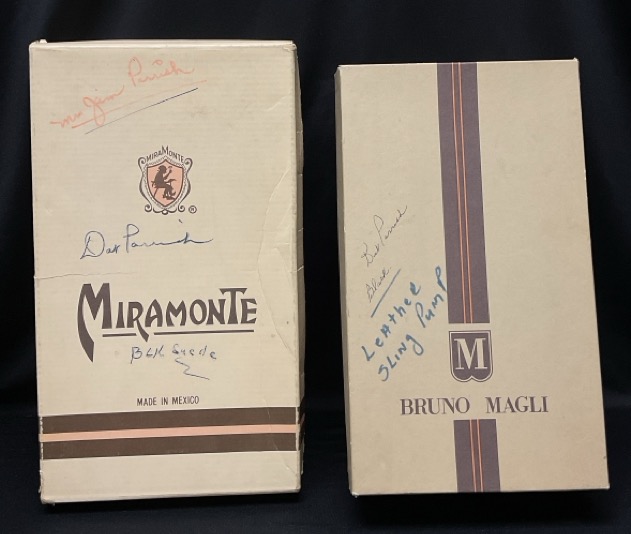 Mrs Jim Parrish
MIRAMONTE
®
Dot Parrish
MIRAMONTE
Blk Suede
MADE IN MEXICO
Dot Parrish
Black
LEATHER
SLING PUMP
M
BRUNO MAGLI